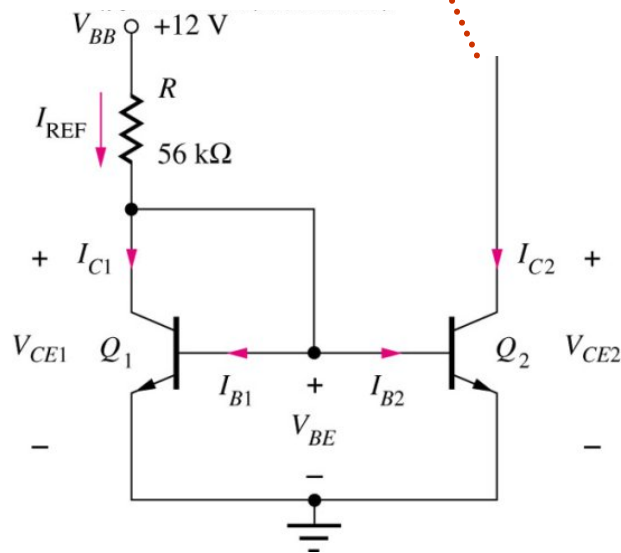 V_BB +12 V
R
I_REF
56 kΩ
+ I_C1 I_C2 +
V_CE1 Q_1 Q_2 V_CE2
I_B1 + I_B2
V_BE
− − −